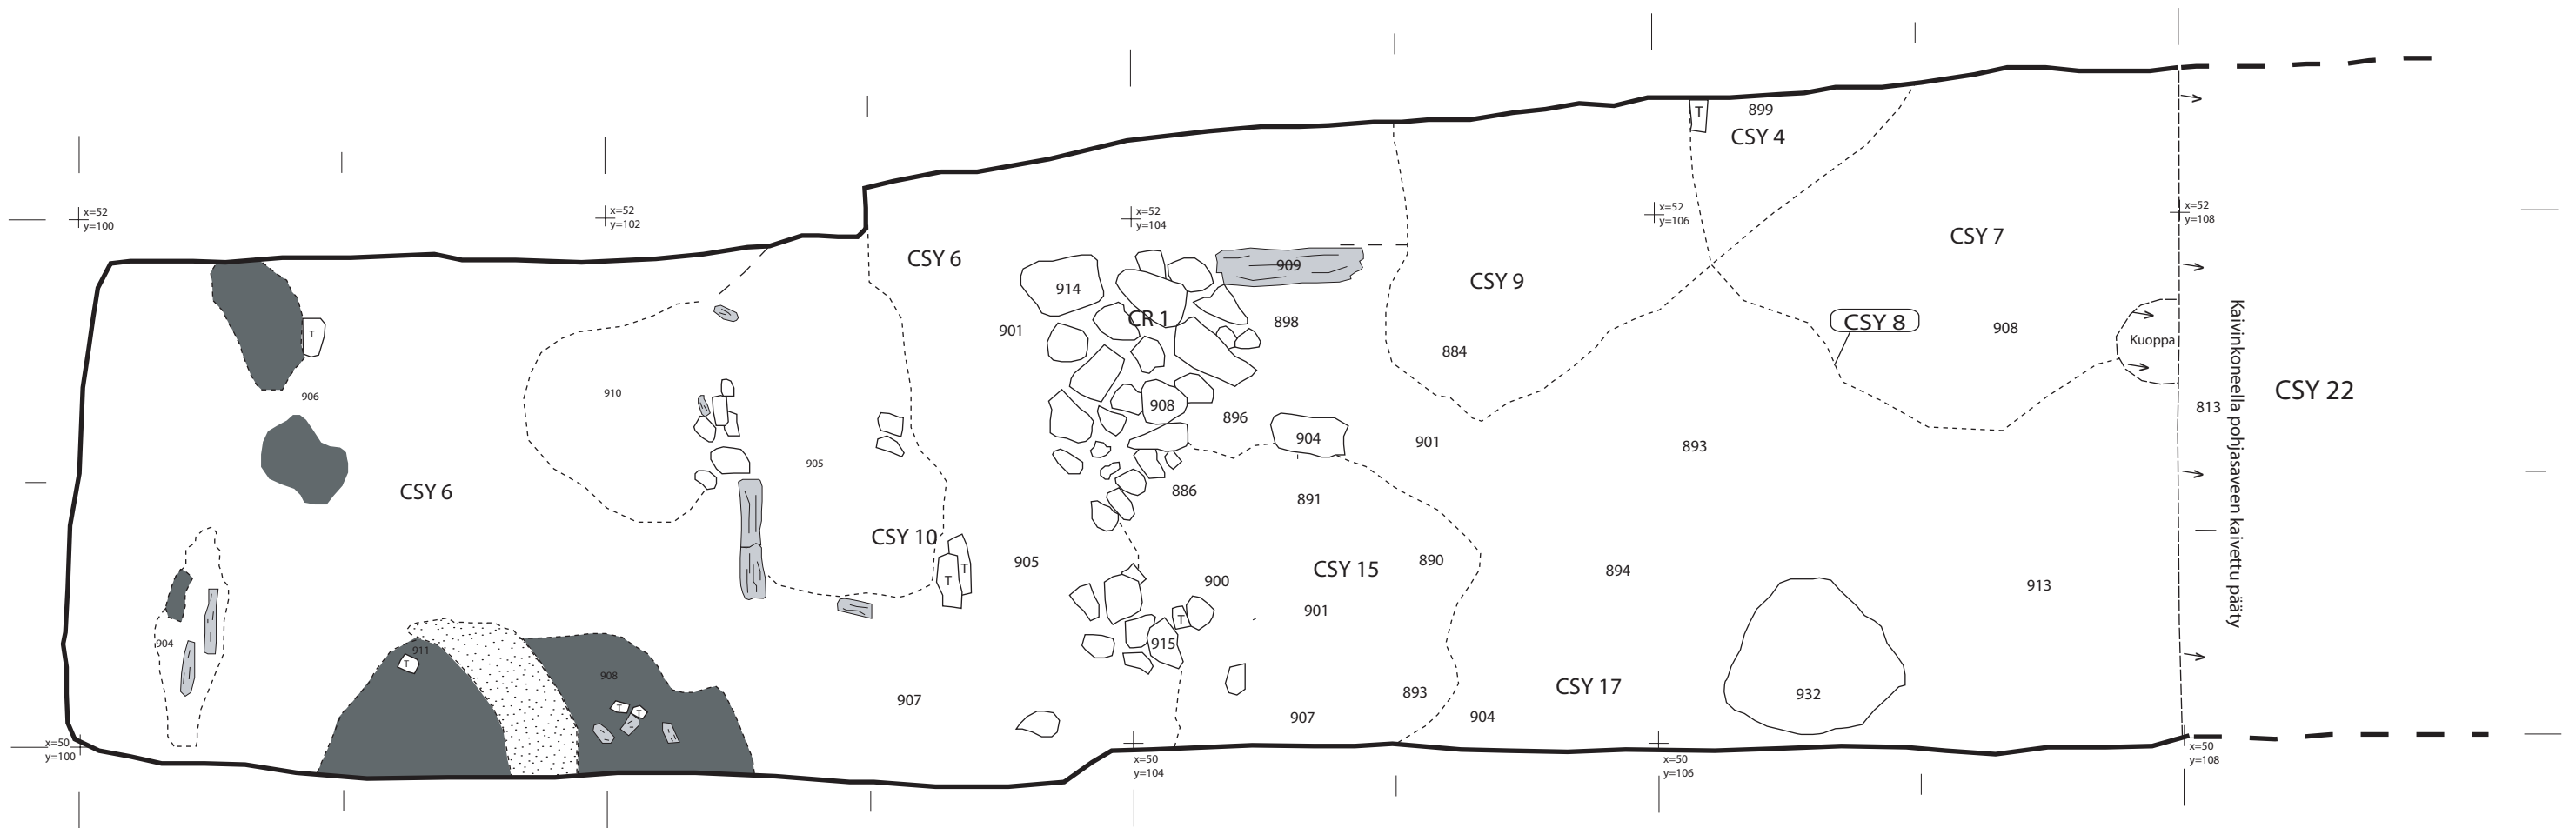 T
899
CSY 4
x=52
y=100
x=52
y=102
x=52
y=104
x=52
y=106
x=52
y=108
CSY 6
909
914
CSY 9
CSY 7
T
901
CR 1
898
884
CSY 8
908
Kuoppa
906
910
908
896
904
901
893
813
Kaivinkoneella pohjasaveen kaivettu pääty
CSY 22
905
CSY 6
886
891
CSY 10
905
T
T
900
CSY 15
890
901
894
913
904
911
908
T
T
T
T
915
907
907
893
904
CSY 17
932
x=50
y=100
x=50
y=104
x=50
y=106
x=50
y=108